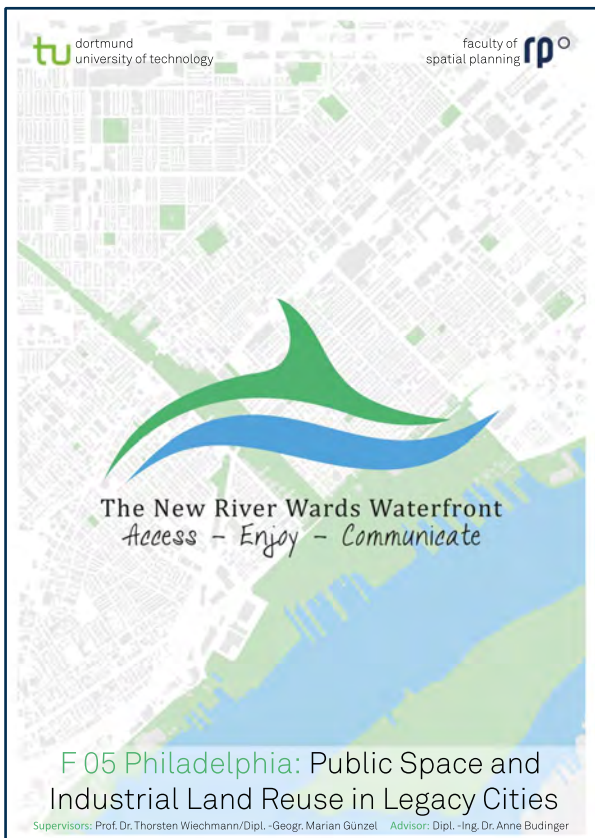 tu dortmund
university of technology
faculty of
spatial planning rp
The New River Wards Waterfront
Access – Enjoy – Communicate
F 05 Philadelphia: Public Space and
Industrial Land Reuse in Legacy Cities
Supervisors: Prof. Dr. Thorsten Wiechmann/Dipl. -Geogr. Marian Günzel Advisor: Dipl. -Ing. Dr. Anne Budinger